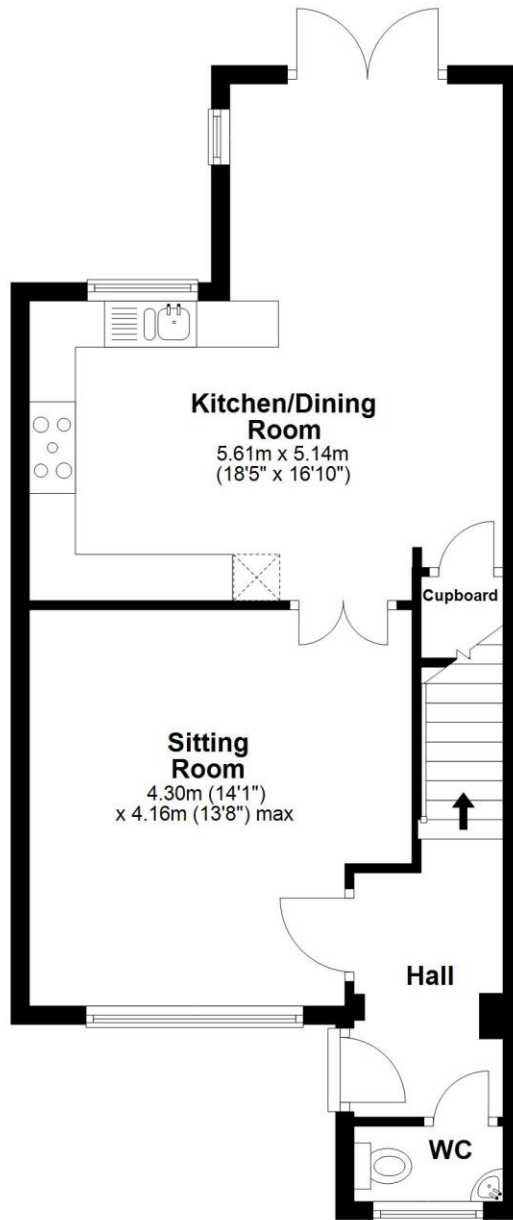 Kitchen/Dining
Room
5.61m x 5.14m
(18'5" x 16'10")
Cupboard
Sitting
Room
4.30m (14'1")
x 4.16m (13'8") max
Hall
WC